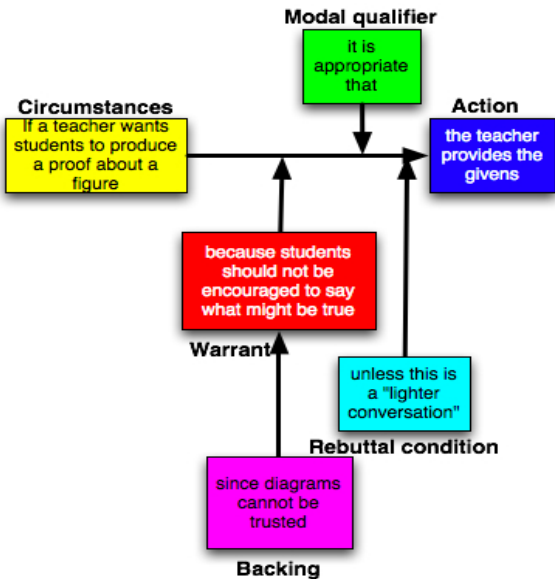 Modal qualifier
it is
appropriate
that
Circumstances
If a teacher wants
students to produce
a proof about a
figure
Action
the teacher
provides the
givens
because students
should not be
encouraged to say
what might be true
Warrant
unless this is
a "lighter
conversation"
Rebuttal condition
since diagrams
cannot be
trusted
Backing